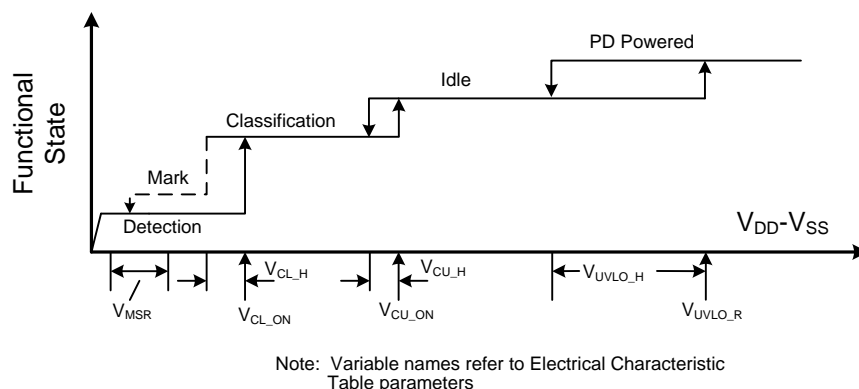 PD Powered
Idle
Classification
Mark
Detection
Functional
State
VDD-VSS
VCL_H
VCU_H
VUVLO_H
VMSR
VCL_ON
VCU_ON
VUVLO_R
Note: Variable names refer to Electrical Characteristic
Table parameters